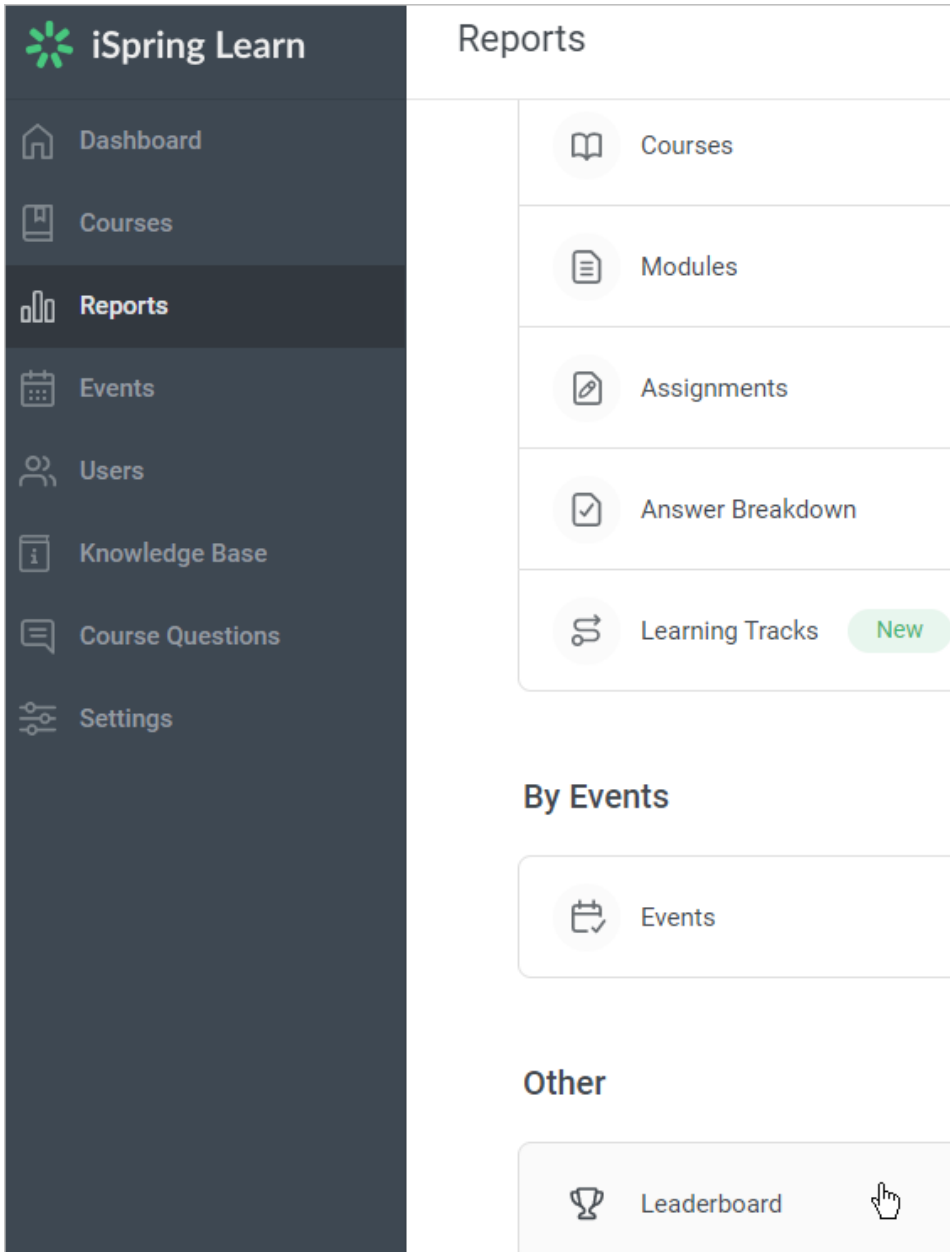 iSpring Learn
Dashboard
Courses
Reports
Events
Users
Knowledge Base
Course Questions
Settings
Reports
Courses
Modules
Assignments
Answer Breakdown
Learning Tracks New
By Events
Events
Other
Leaderboard